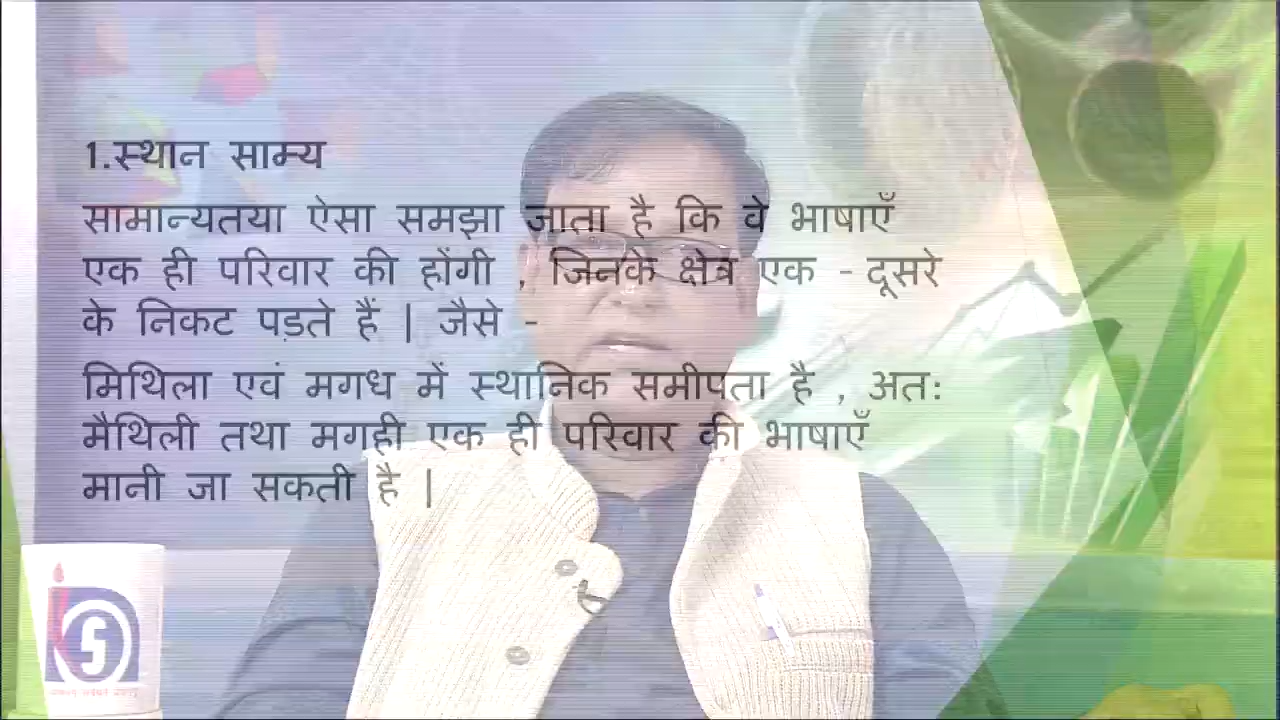 1.स्थान साम्य
सामान्यतया ऐसा समझा जाता है कि वे भाषाएँ
एक ही परिवार की होंगी , जिनके क्षेत्र एक - दूसरे
के निकट पड़ते हैं | जैसे -
मिथिला एवं मगध में स्थानिक समीपता है , अतः
मैथिली तथा मगही एक ही परिवार की भाषाएँ
मानी जा सकती है |